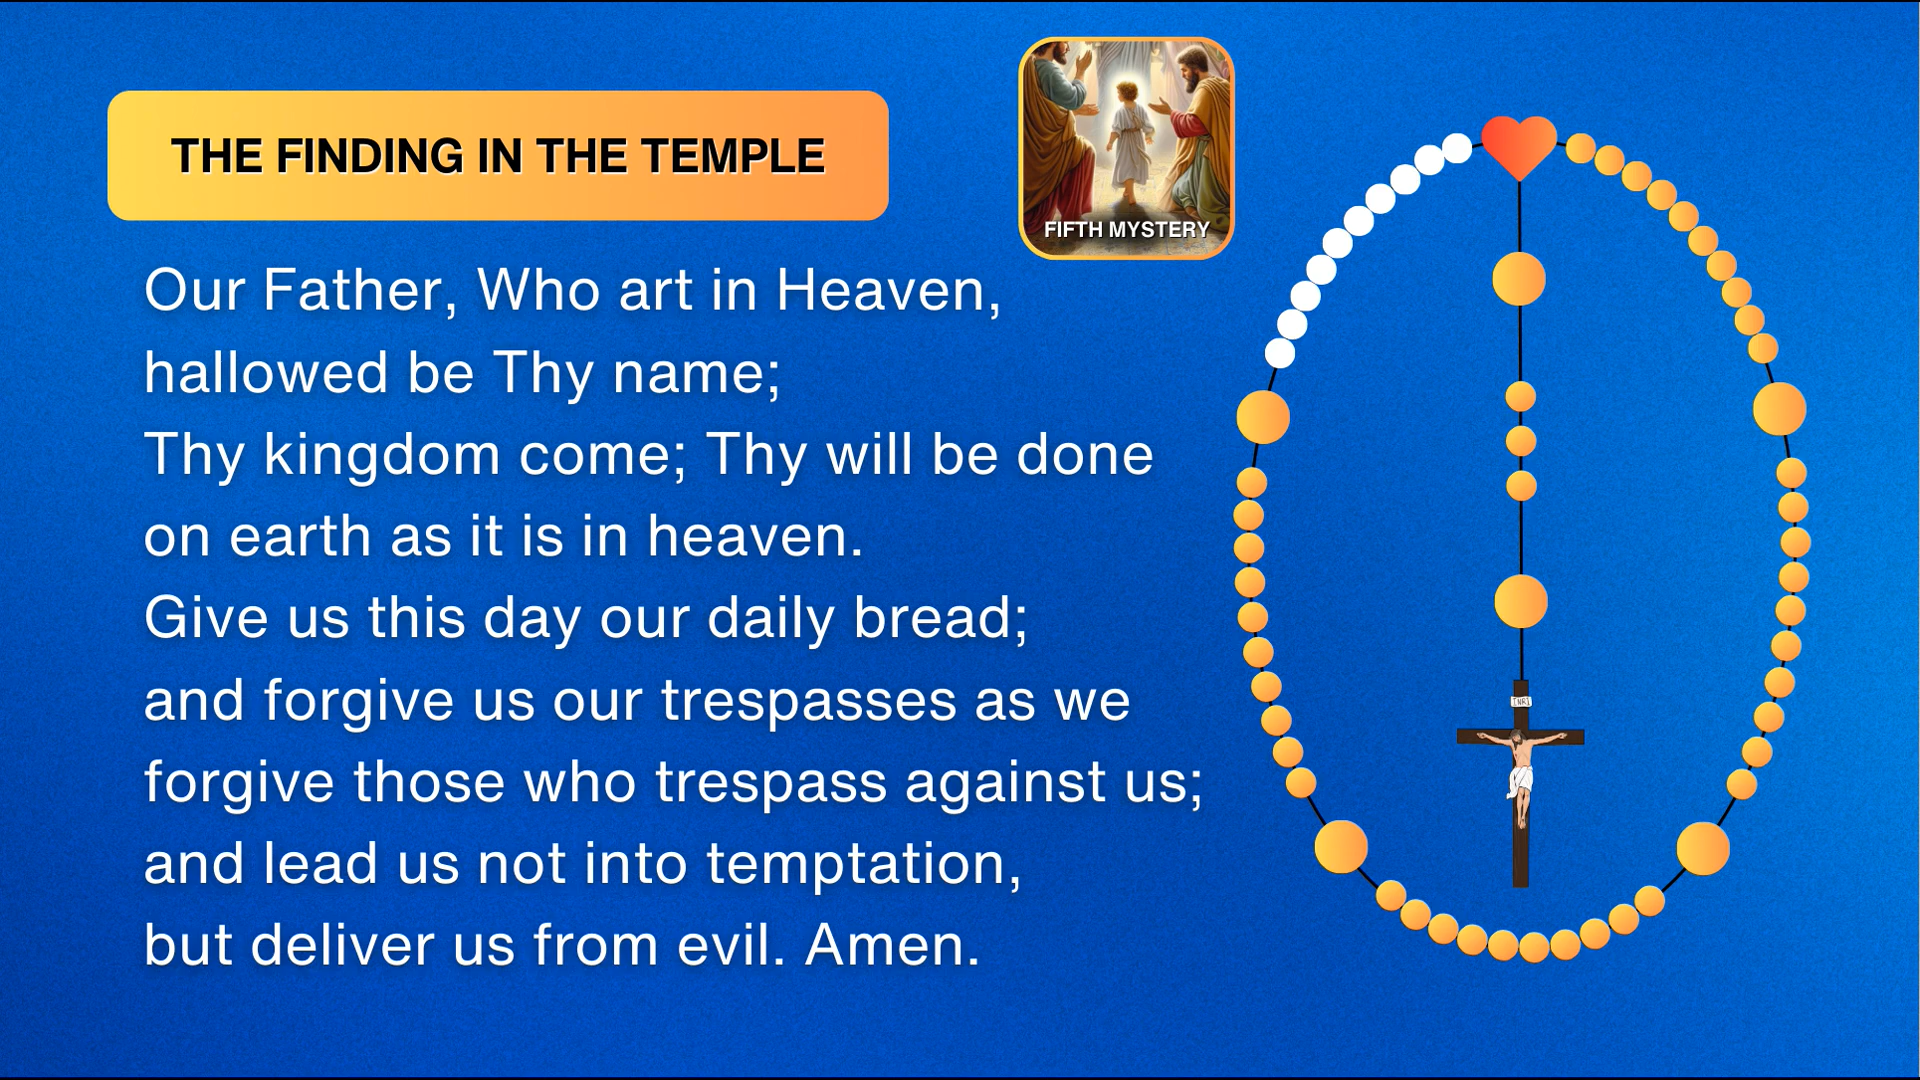 THE FINDING IN THE TEMPLE
FIFTH MYSTERY
Our Father, Who art in Heaven,
hallowed be Thy name;
Thy kingdom come; Thy will be done
on earth as it is in heaven.
Give us this day our daily bread;
and forgive us our trespasses as we
forgive those who trespass against us;
and lead us not into temptation,
but deliver us from evil. Amen.
INRI